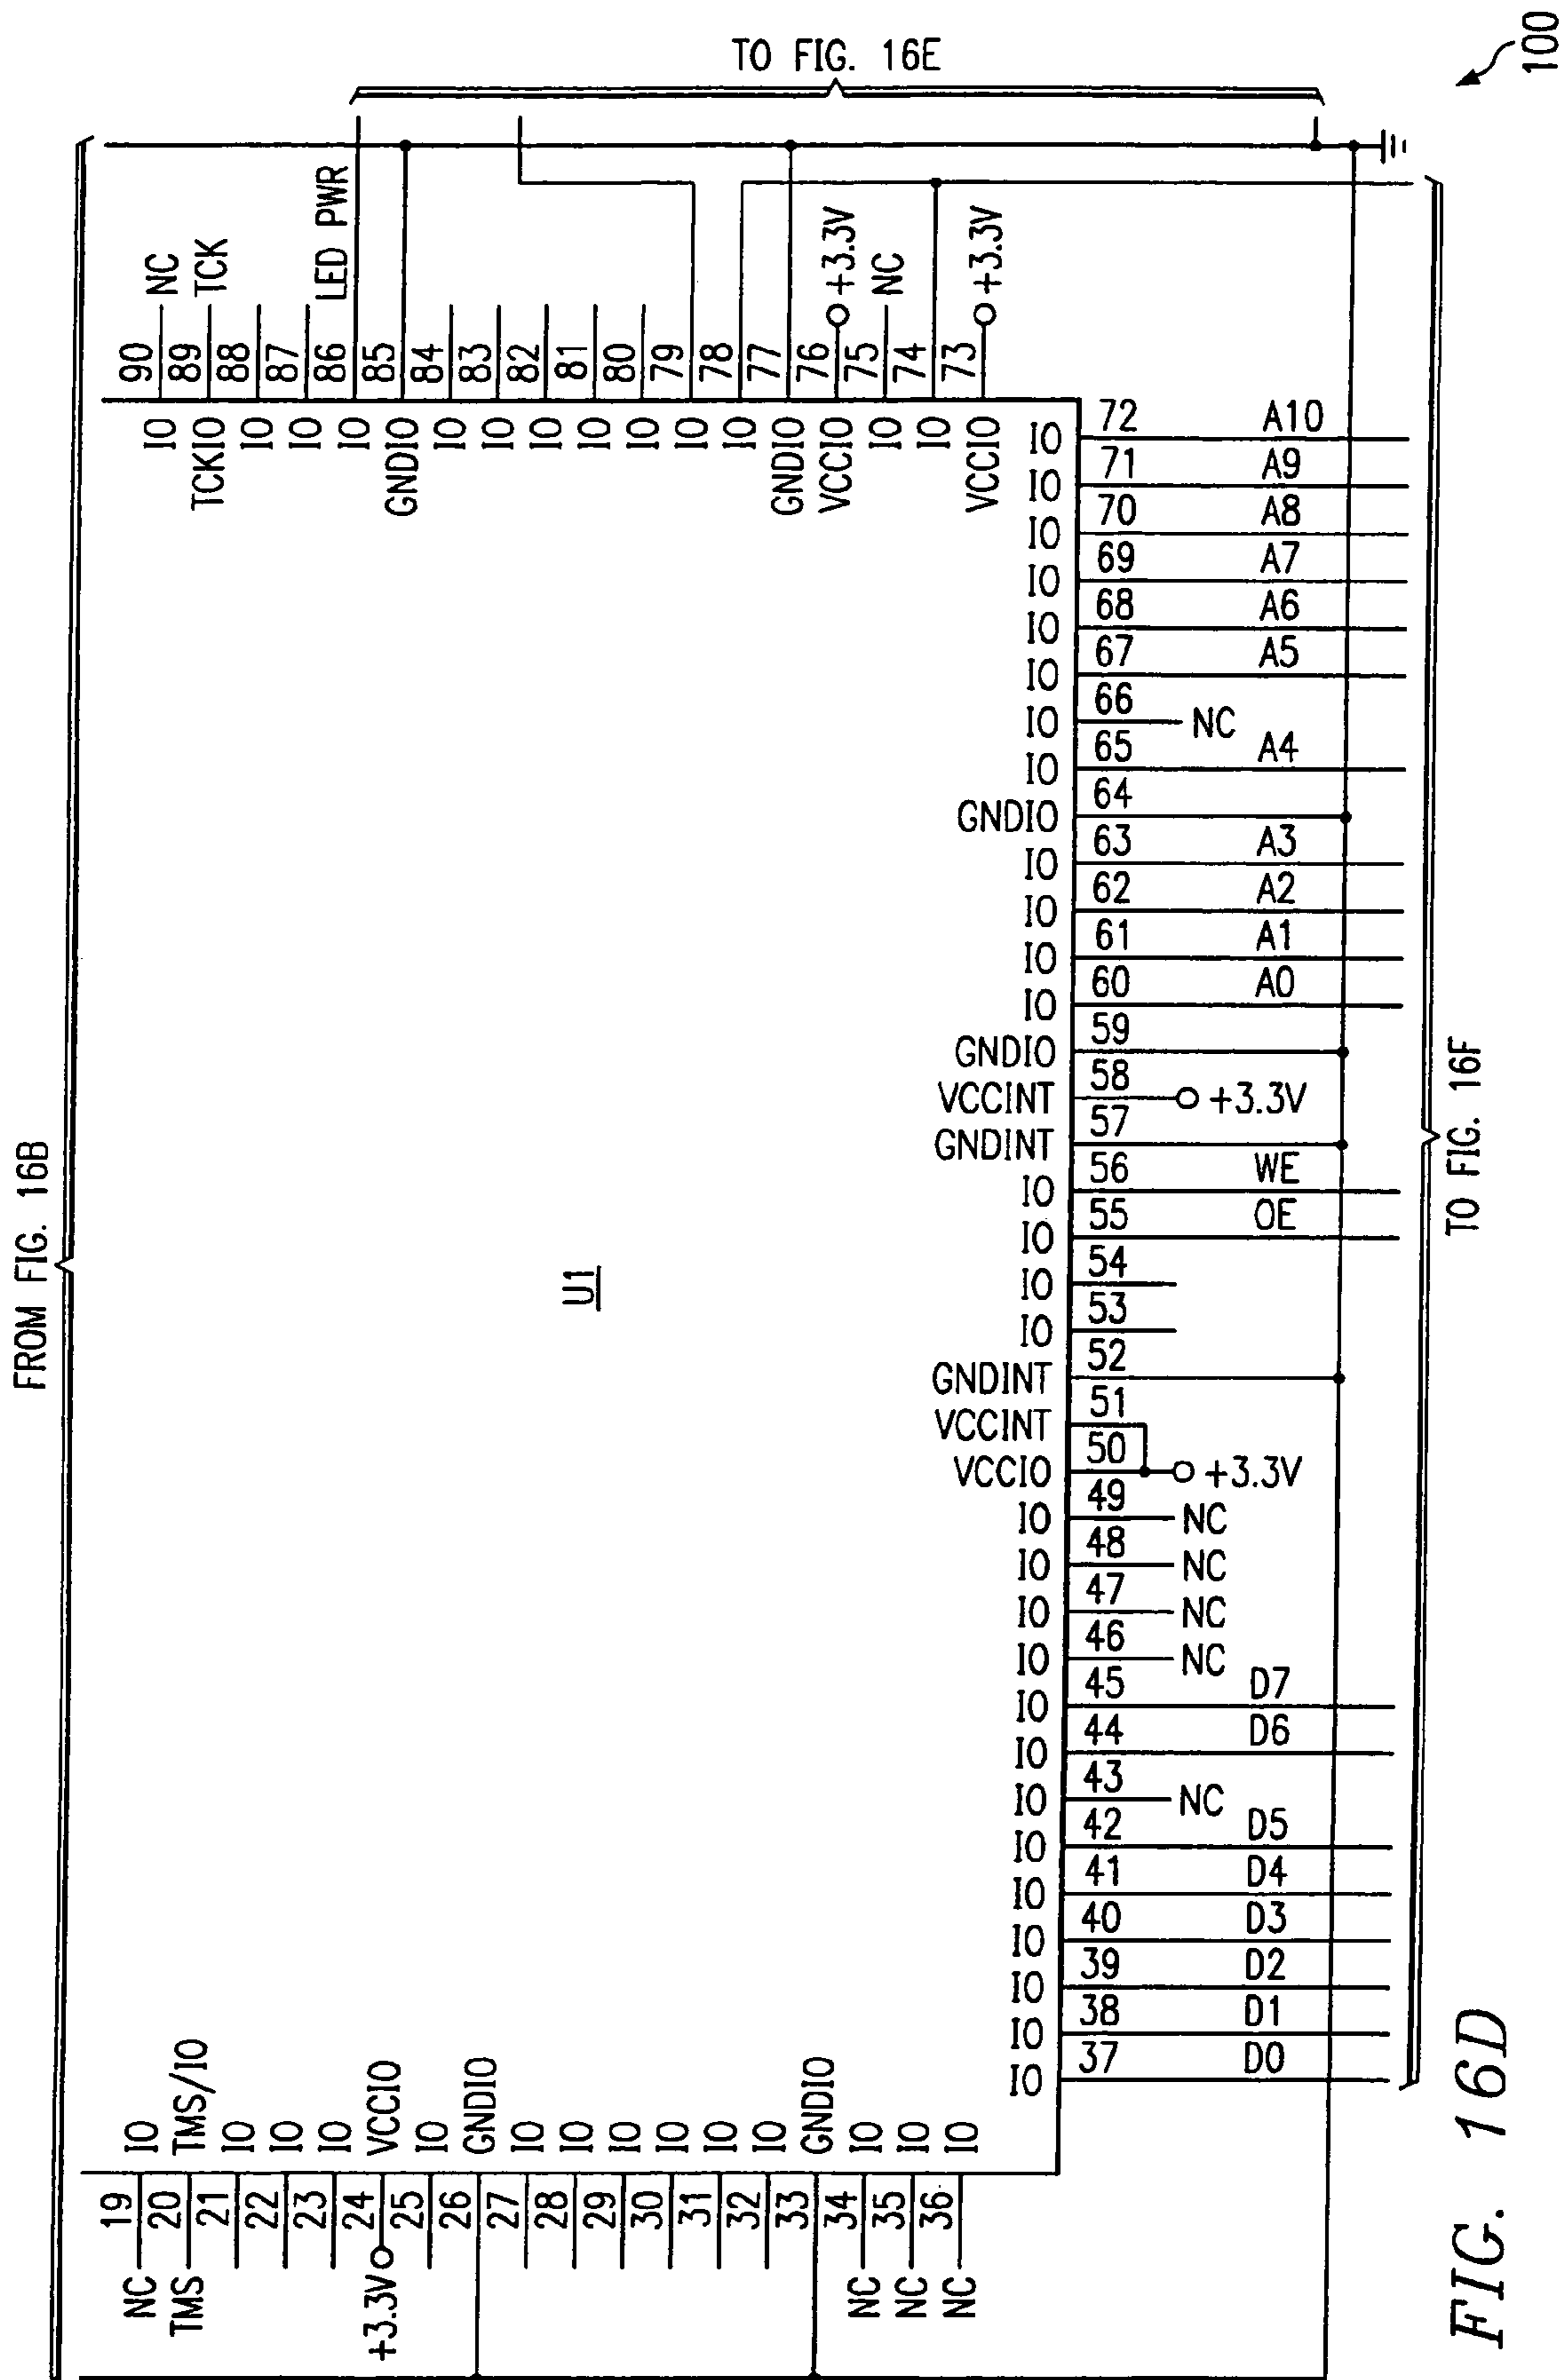 FROM FIG. 16B
NC 19 IO
TMS 20 TMS/IO
21 IO
22 IO
23 IO
+3.3V 24 VCCIO
25 IO
26 GNDIO
27 IO
28 IO
29 IO
30 IO
31 IO
32 IO
33 GNDIO
NC 34 IO
NC 35 IO
NC 36 IO
U1
IO 90 NC
TCKIO 89 TCK
IO 88
IO 87
IO 86 LED PWR
GNDIO 85
IO 84
IO 83
IO 82
IO 81
IO 80
IO 79
IO 78
GNDIO 77
VCCIO 76 +3.3V
IO 75 NC
IO 74
VCCIO 73 +3.3V
TO FIG. 16E
IO 37 D0
IO 38 D1
IO 39 D2
IO 40 D3
IO 41 D4
IO 42 D5
IO 43 NC
IO 44 D6
IO 45 D7
IO 46 NC
IO 47 NC
IO 48 NC
IO 49 NC
VCCIO 50 +3.3V
VCCINT 51
GNDINT 52
IO 53
IO 54
IO 55 OE
IO 56 WE
GNDINT 57
VCCINT 58 +3.3V
GNDIO 59
IO 60 A0
IO 61 A1
IO 62 A2
IO 63 A3
GNDIO 64
IO 65 A4
IO 66 NC
IO 67 A5
IO 68 A6
IO 69 A7
IO 70 A8
IO 71 A9
IO 72 A10
TO FIG. 16F
FIG. 16D
100